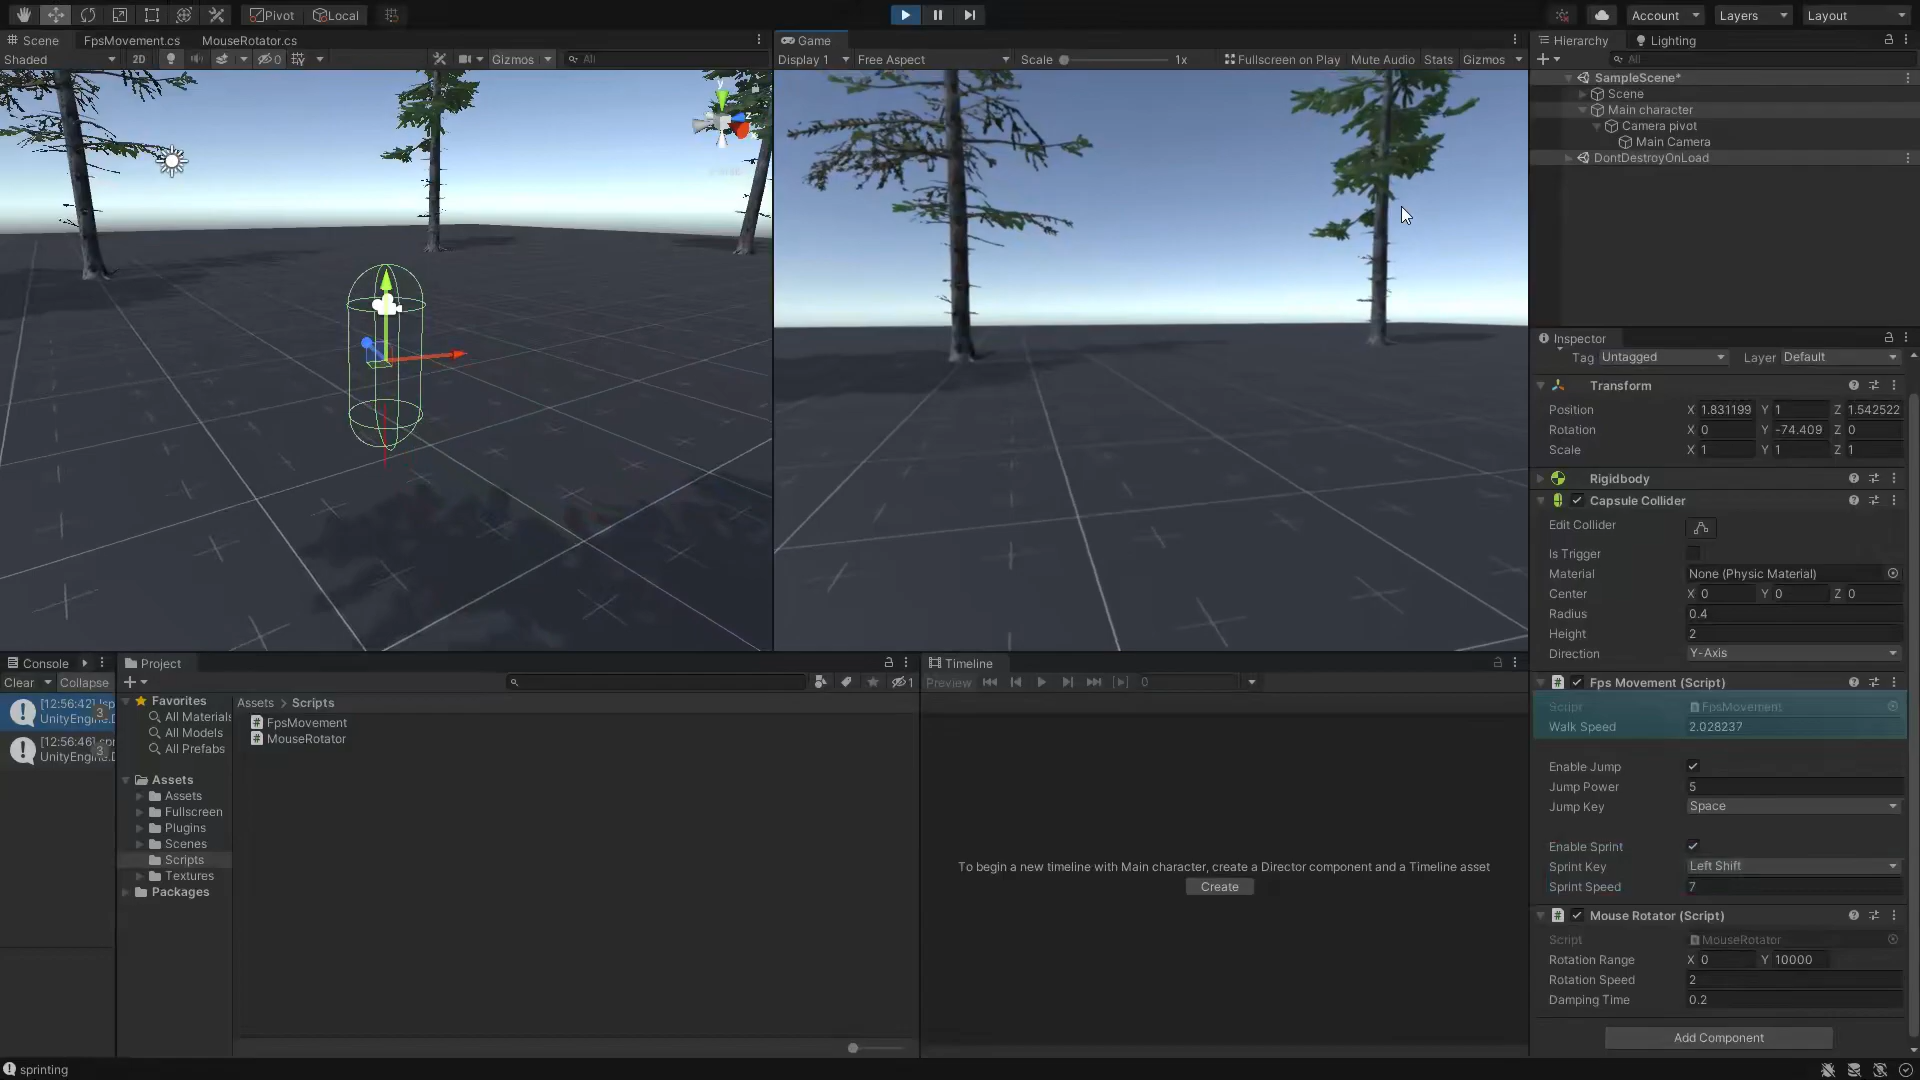 Pivot
Local
Account
Layers
Layout
Scene
FpsMovement.cs
MouseRotator.cs
Game
Hierarchy
Lighting
Shaded
2D
0
Gizmos
All
Display 1
Free Aspect
Scale
1x
Fullscreen on Play
Mute Audio
Stats
Gizmos
All
SampleScene*
Scene
Main character
Camera pivot
Main Camera
DontDestroyOnLoad
y
z
Inspector
Tag Untagged
Layer Default
Transform
Position X 1.831199 Y 1 Z 1.542522
Rotation X 0 Y -74.409 Z 0
Scale X 1 Y 1 Z 1
Rigidbody
Capsule Collider
Edit Collider
Is Trigger
Material None (Physic Material)
Center X 0 Y 0 Z 0
Radius 0.4
Height 2
Direction Y-Axis
Fps Movement (Script)
Script FpsMovement
Walk Speed 2.028237
Enable Jump
Jump Power 5
Jump Key Space
Enable Sprint
Sprint Key Left Shift
Sprint Speed 7
Mouse Rotator (Script)
Script MouseRotator
Rotation Range X 0 Y 10000
Rotation Speed 2
Damping Time 0.2
Add Component
Console
Clear
Collapse
[12:56:42]
UnityEngine.D
3
[12:56:46] spr
UnityEngine.D
3
Project
1
Favorites
All Materials
All Models
All Prefabs
Assets
Assets
Fullscreen
Plugins
Scenes
Scripts
Textures
Packages
Assets > Scripts
FpsMovement
MouseRotator
Timeline
Preview
0
To begin a new timeline with Main character, create a Director component and a Timeline asset
Create
sprinting